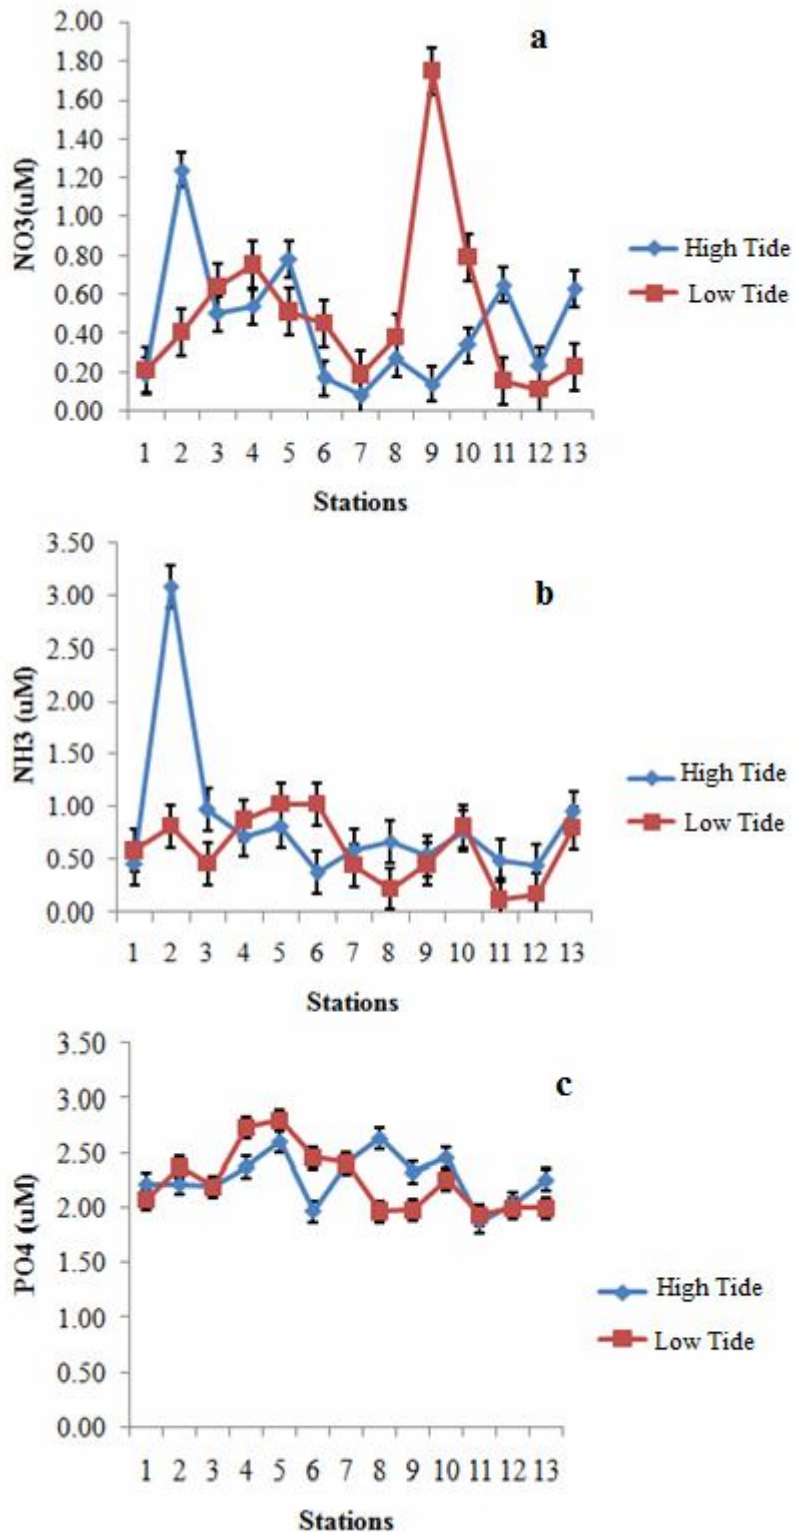 a
2.00
1.80
1.60
1.40
1.20
1.00
0.80
0.60
0.40
0.20
0.00
NO3(uM)
High Tide
Low Tide
1 2 3 4 5 6 7 8 9 10 11 12 13
Stations
b
3.50
3.00
2.50
2.00
1.50
1.00
0.50
0.00
NH3 (uM)
High Tide
Low Tide
1 2 3 4 5 6 7 8 9 10 11 12 13
Stations
c
3.50
3.00
2.50
2.00
1.50
1.00
0.50
0.00
PO4 (uM)
High Tide
Low Tide
1 2 3 4 5 6 7 8 9 10 11 12 13
Stations